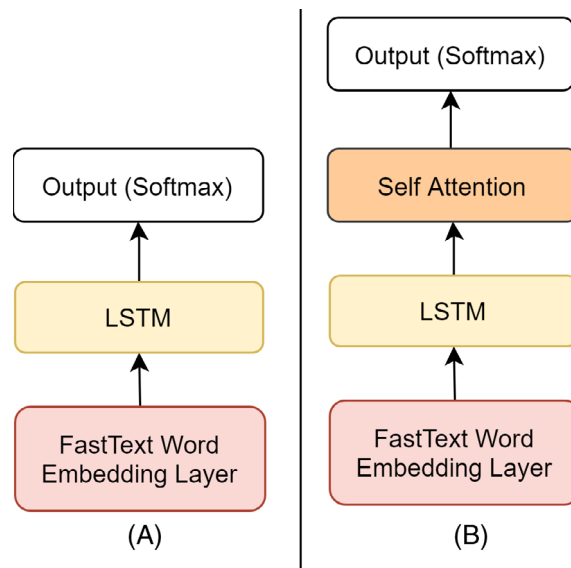 Output (Softmax)
LSTM
FastText Word
Embedding Layer
(A)
Output (Softmax)
Self Attention
LSTM
FastText Word
Embedding Layer
(B)